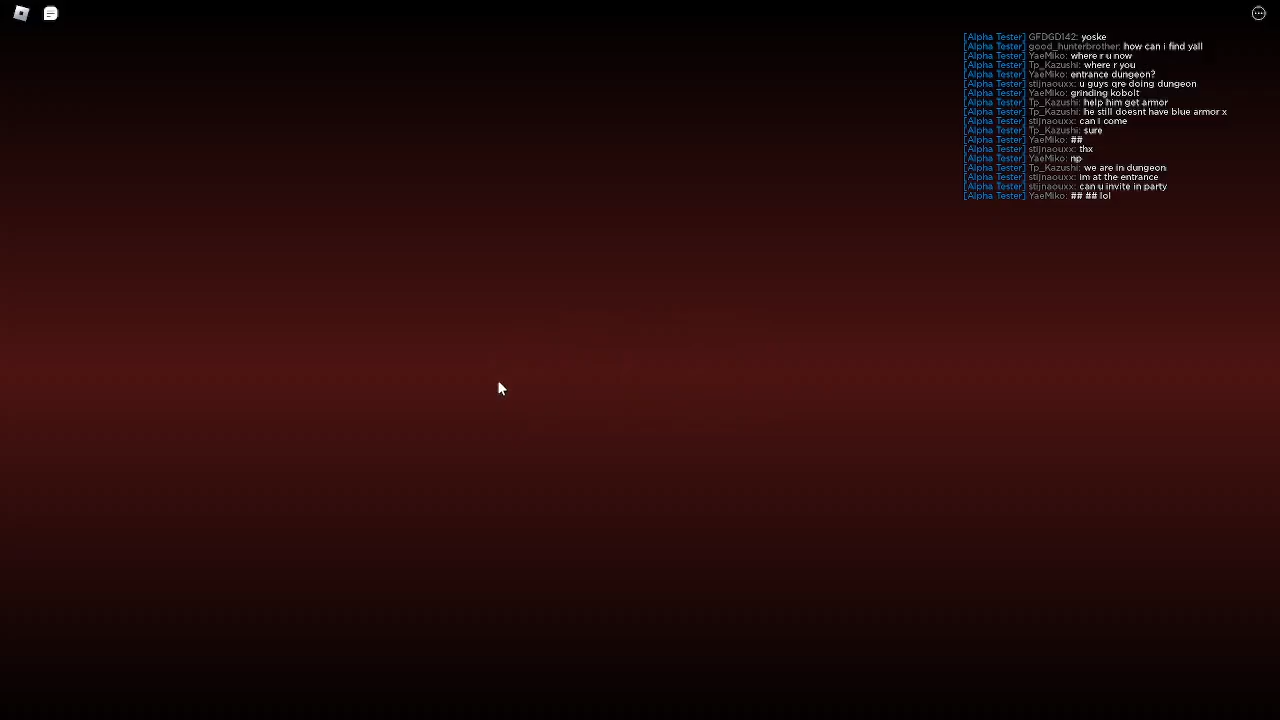 [Alpha Tester] GFDGD142: yoske
[Alpha Tester] good_hunterbrother: how can i find yall
[Alpha Tester] YaeMiko: where r u now
[Alpha Tester] Tp_Kazushi: where r you
[Alpha Tester] YaeMiko: entrance dungeon?
[Alpha Tester] stijnaouxx: u guys qre doing dungeon
[Alpha Tester] YaeMiko: grinding kobolt
[Alpha Tester] Tp_Kazushi: help him get armor
[Alpha Tester] Tp_Kazushi: he still doesnt have blue armor x
[Alpha Tester] stijnaouxx: can i come
[Alpha Tester] Tp_Kazushi: sure
[Alpha Tester] YaeMiko: ##
[Alpha Tester] stijnaouxx: thx
[Alpha Tester] YaeMiko: np
[Alpha Tester] Tp_Kazushi: we are in dungeon
[Alpha Tester] stijnaouxx: im at the entrance
[Alpha Tester] stijnaouxx: can u invite in party
[Alpha Tester] YaeMiko: ## ## lol